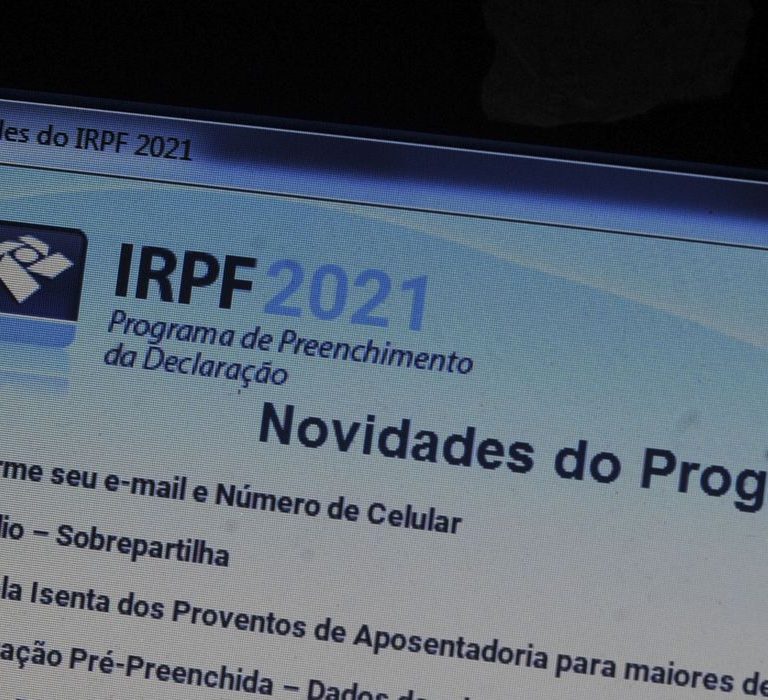 do IRPF 2021
IRPF 2021
Programa de Preenchimento
da Declaração
Novidades do Prog
rme seu e-mail e Número de Celular
lio – Sobrepartilha
la Isenta dos Proventos de Aposentadoria para maiores de
ação Pré-Preenchida – Dados